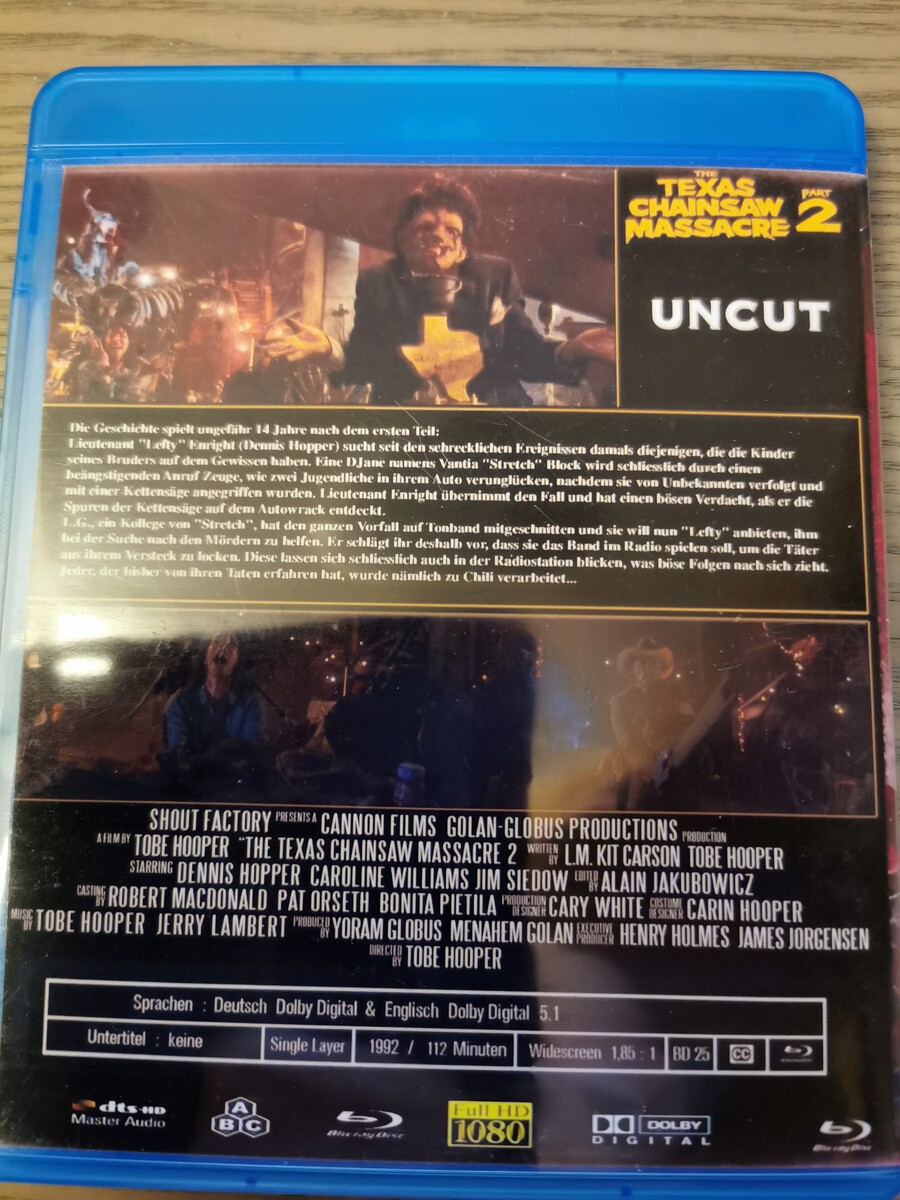 THE
TEXAS
CHAINSAW
MASSACRE
PART
2
UNCUT
Die Geschichte spielt ungefähr 14 Jahre nach dem ersten Teil:
Lieutenant "Lefty" Enright (Dennis Hopper) sucht seit den schrecklichen Ereignissen damals diejenigen, die die Kinder
seines Bruders auf dem Gewissen haben. Eine DJane namens Vantia "Stretch" Block wird schliesslich durch einen
beängstigenden Anruf Zeuge, wie zwei Jugendliche in ihrem Auto verunglücken, nachdem sie von Unbekannten verfolgt und
mit einer Kettensäge angegriffen wurden. Lieutenant Enright übernimmt den Fall und hat einen bösen Verdacht, als er die
Spuren der Kettensäge auf dem Autowrack entdeckt.
L.G., ein Kollege von "Stretch", hat den ganzen Vorfall auf Tonband mitgeschnitten und sie will nun "Lefty" anbieten, ihm
bei der Suche nach den Mördern zu helfen. Er schlägt ihr deshalb vor, dass sie das Band im Radio spielen soll, um die Täter
aus ihrem Versteck zu locken. Diese lassen sich schliesslich auch in der Radiostation blicken, was böse Folgen nach sich zieht.
Jeder, der bisher von ihren Taten erfahren hat, wurde nämlich zu Chili verarbeitet...
SHOUT FACTORY PRESENTS A CANNON FILMS GOLAN-GLOBUS PRODUCTIONS PRODUCTION
A FILM BY TOBE HOOPER "THE TEXAS CHAINSAW MASSACRE 2 WRITTEN BY L.M. KIT CARSON TOBE HOOPER
STARRING DENNIS HOPPER CAROLINE WILLIAMS JIM SIEDOW EDITED BY ALAIN JAKUBOWICZ
CASTING BY ROBERT MACDONALD PAT ORSETH BONITA PIETILA PRODUCTION DESIGNER CARY WHITE COSTUME DESIGNER CARIN HOOPER
MUSIC BY TOBE HOOPER JERRY LAMBERT PRODUCED BY YORAM GLOBUS MENAHEM GOLAN EXECUTIVE PRODUCER HENRY HOLMES JAMES JORGENSEN
DIRECTED BY TOBE HOOPER
Sprachen : Deutsch Dolby Digital & Englisch Dolby Digital 5.1
Untertitel : keine Single Layer 1992 / 112 Minuten Widescreen 1,85 : 1 BD 25 CC
dts-HD Master Audio
A B C
Blu-ray Disc
Full HD 1080
DOLBY DIGITAL
Blu-ray Disc